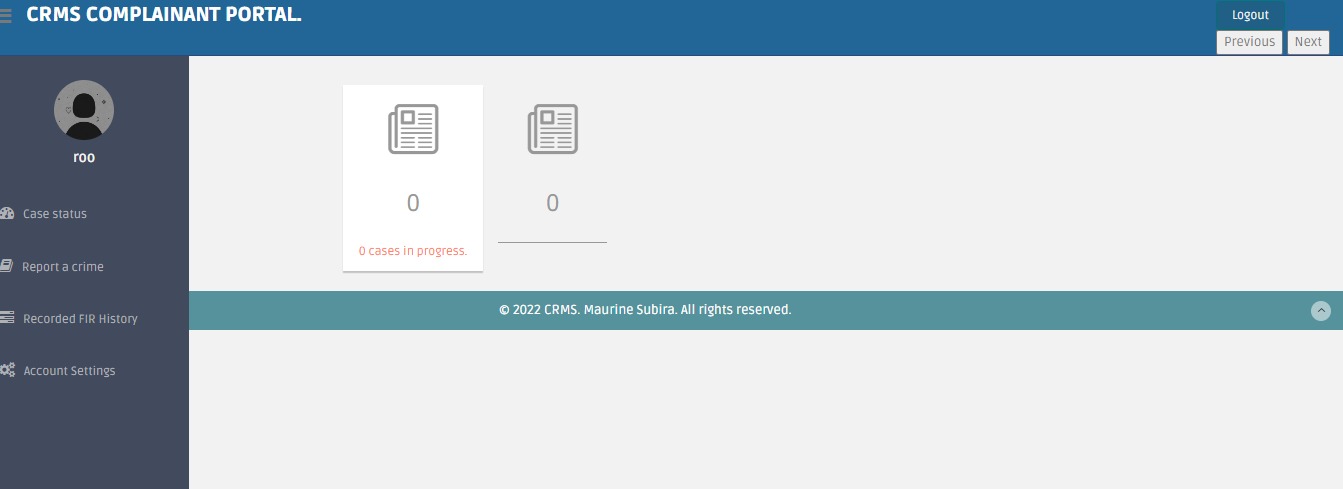 CRMS COMPLAINANT PORTAL.
Logout
Previous Next
roo
Case status
Report a crime
Recorded FIR History
Account Settings
0
0 cases in progress.
0
© 2022 CRMS. Maurine Subira. All rights reserved.